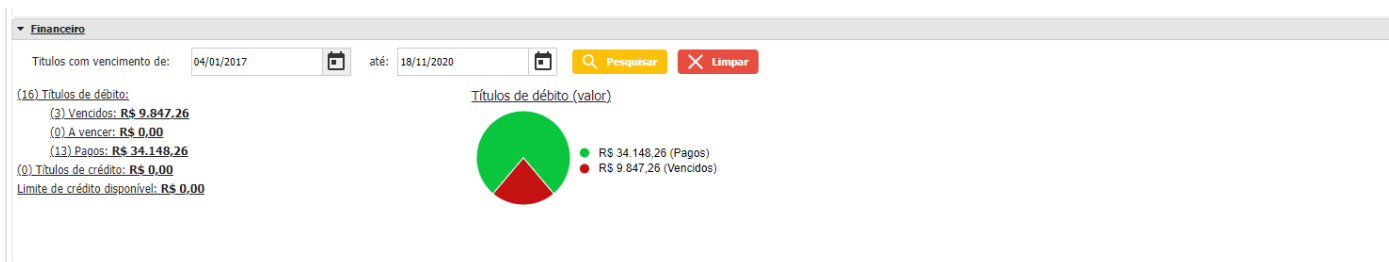 Financeiro
Títulos com vencimento de: 04/01/2017 até: 18/11/2020 Pesquisar Limpar
(16) Títulos de débito:
(3) Vencidos: R$ 9.847,26
(0) A vencer: R$ 0,00
(13) Pagos: R$ 34.148,26
(0) Títulos de crédito: R$ 0,00
Limite de crédito disponível: R$ 0,00
Títulos de débito (valor)
R$ 34.148,26 (Pagos)
R$ 9.847,26 (Vencidos)